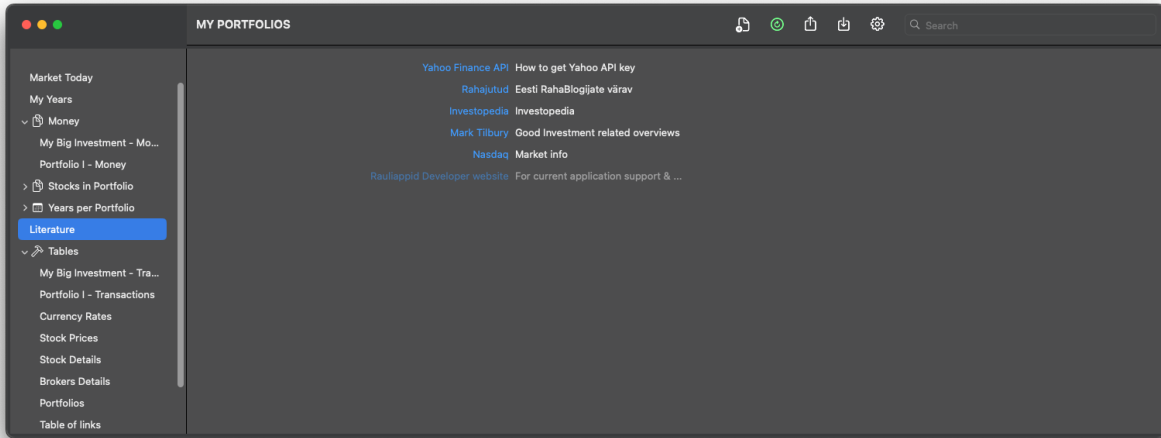 MY PORTFOLIOS
Search
Market Today
My Years
Money
My Big Investment - Mo...
Portfolio I - Money
Stocks in Portfolio
Years per Portfolio
Literature
Tables
My Big Investment - Tra...
Portfolio I - Transactions
Currency Rates
Stock Prices
Stock Details
Brokers Details
Portfolios
Table of links
Yahoo Finance API How to get Yahoo API key
Rahajutud Eesti RahaBlogijate värav
Investopedia Investopedia
Mark Tilbury Good Investment related overviews
Nasdaq Market info
Rauliappid Developer website For current application support & ...